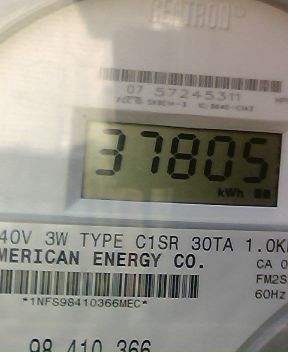 CENTRON®
07 57245311
37805
kWh
40V 3W TYPE C1SR 30TA 1.0K
MERICAN ENERGY CO.
CA 0
FM2S
60Hz
*1NFS98410366MEC*
98 410 366